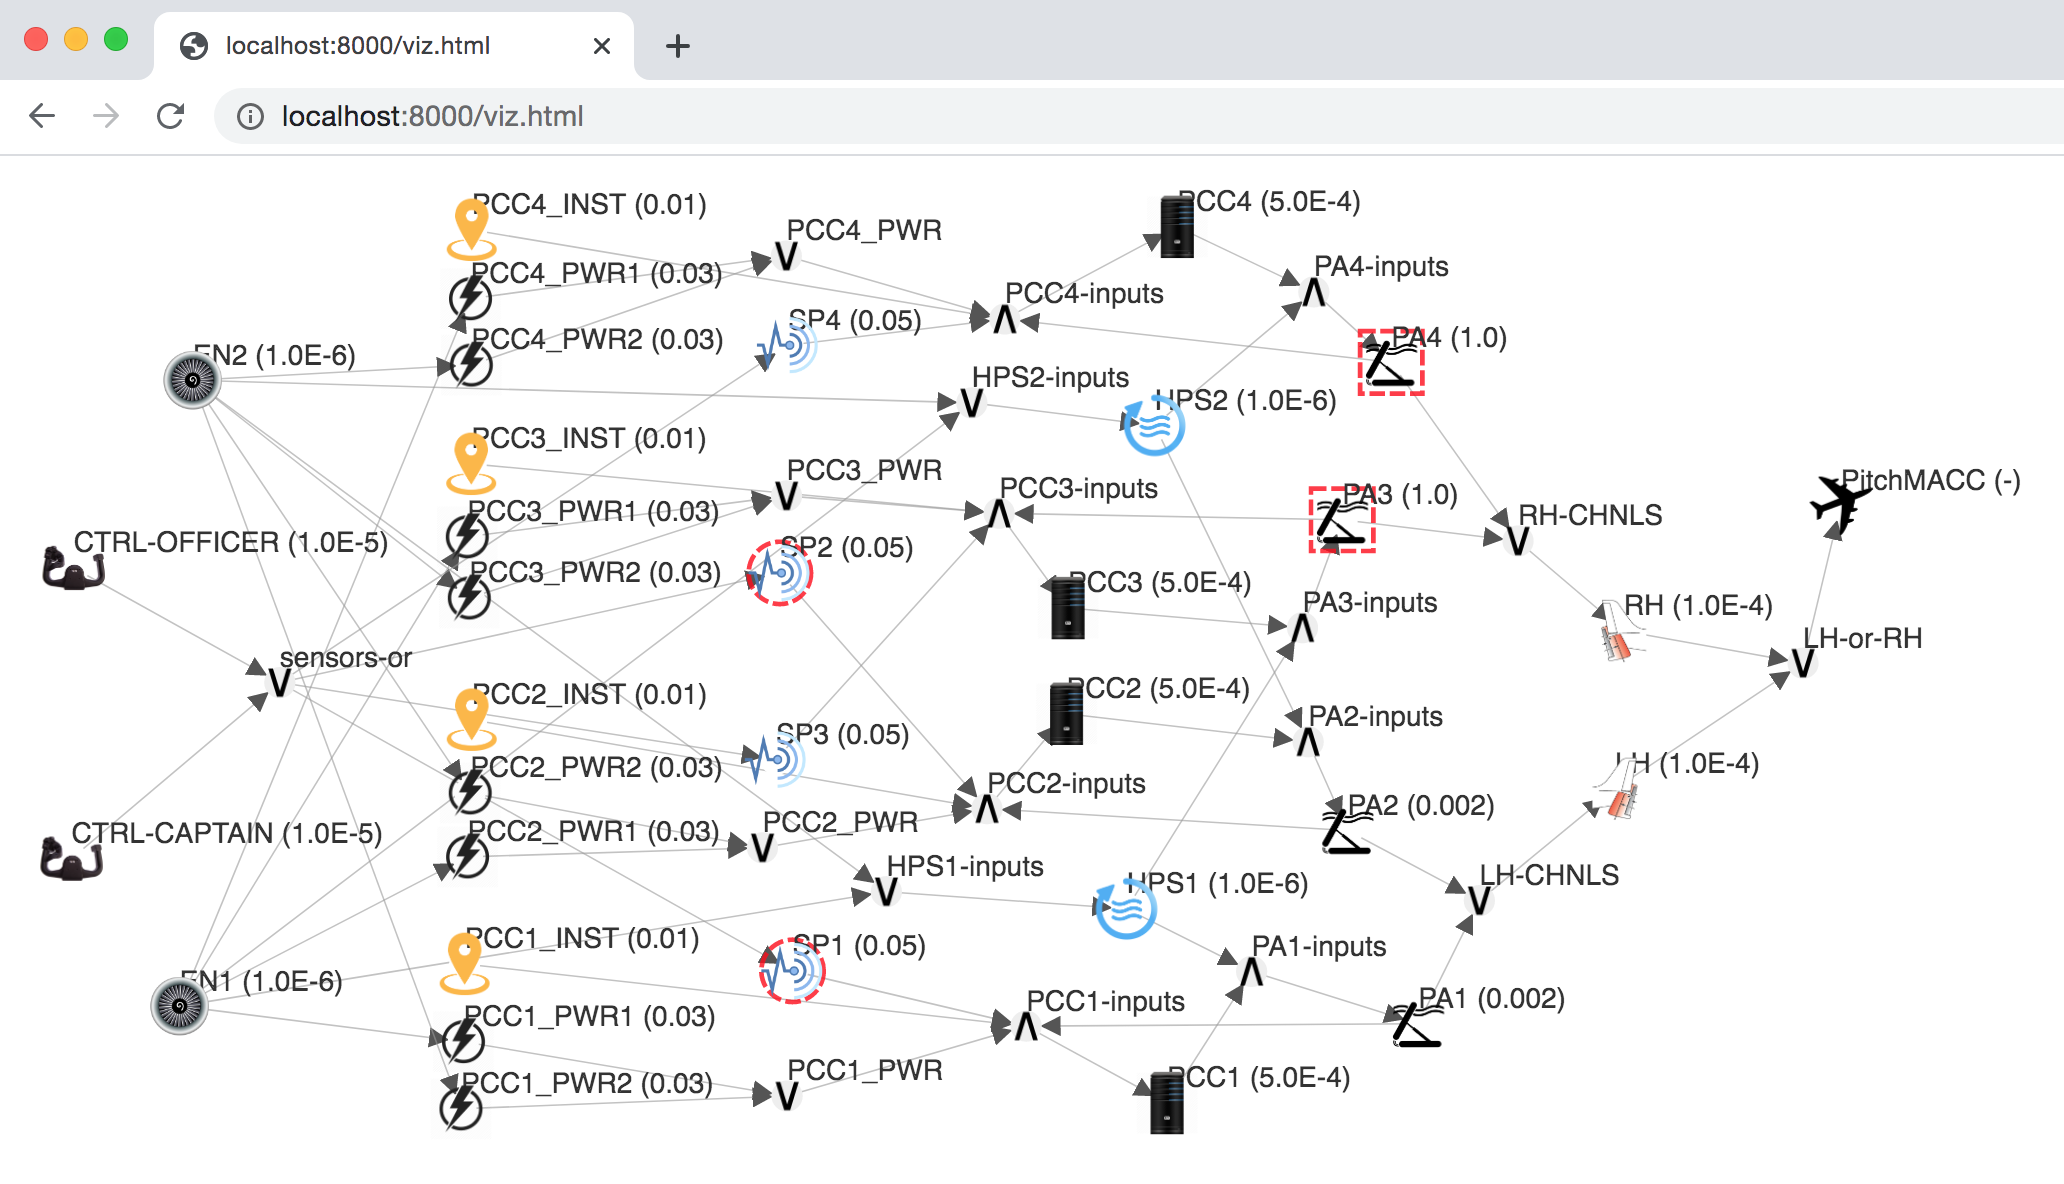 localhost:8000/viz.html
localhost:8000/viz.html
PCC4_INST (0.01)
PCC4 (5.0E-4)
PCC4_PWR
PCC4_PWR1 (0.03)
PA4-inputs
PCC4-inputs
SP4 (0.05)
PCC4_PWR2 (0.03)
PA4 (1.0)
EN2 (1.0E-6)
HPS2-inputs
HPS2 (1.0E-6)
PCC3_INST (0.01)
PCC3_PWR
PCC3-inputs
PA3 (1.0)
PitchMACC (-)
PCC3_PWR1 (0.03)
RH-CHNLS
CTRL-OFFICER (1.0E-5)
SP2 (0.05)
PCC3_PWR2 (0.03)
PCC3 (5.0E-4)
PA3-inputs
RH (1.0E-4)
LH-or-RH
sensors-or
PCC2_INST (0.01)
PCC2 (5.0E-4)
PA2-inputs
SP3 (0.05)
PCC2_PWR2 (0.03)
LH (1.0E-4)
PCC2-inputs
PA2 (0.002)
CTRL-CAPTAIN (1.0E-5)
PCC2_PWR1 (0.03)
PCC2_PWR
HPS1-inputs
HPS1 (1.0E-6)
LH-CHNLS
PCC1_INST (0.01)
SP1 (0.05)
PA1-inputs
EN1 (1.0E-6)
PCC1_PWR1 (0.03)
PCC1-inputs
PA1 (0.002)
PCC1_PWR2 (0.03)
PCC1_PWR
PCC1 (5.0E-4)